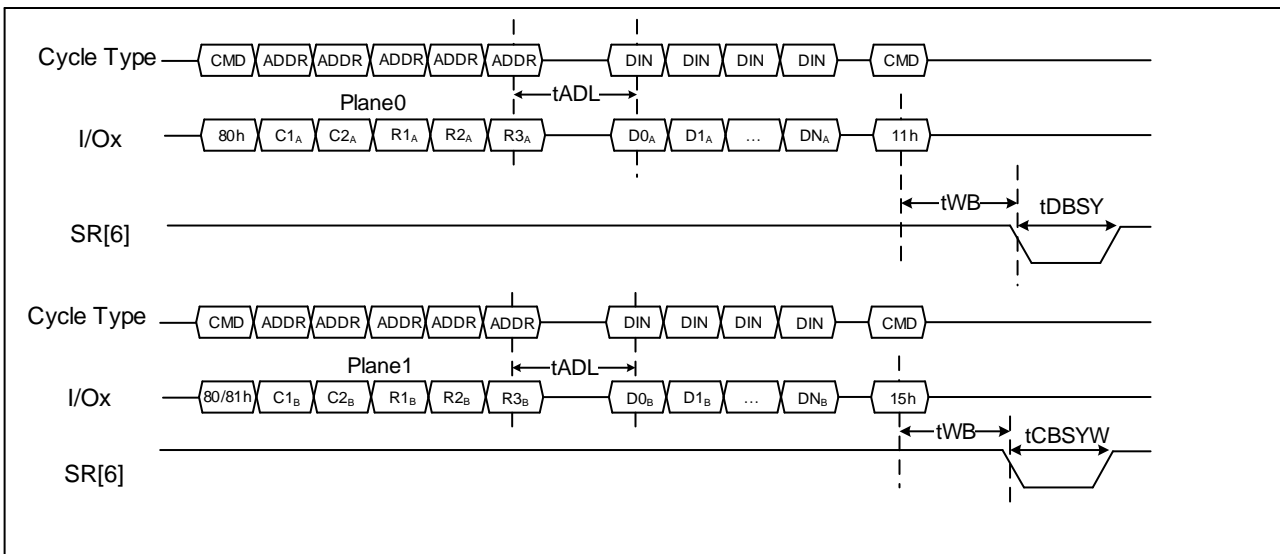 Cycle Type CMD ADDR ADDR ADDR ADDR ADDR DIN DIN DIN DIN CMD
tADL
Plane0
I/Ox 80h C1A C2A R1A R2A R3A D0A D1A ... DNA 11h
tWB tDBSY
SR[6]
Cycle Type CMD ADDR ADDR ADDR ADDR ADDR DIN DIN DIN DIN CMD
Plane1 tADL
I/Ox 80/81h C1B C2B R1B R2B R3B D0B D1B ... DNB 15h
tWB tCBSYW
SR[6]